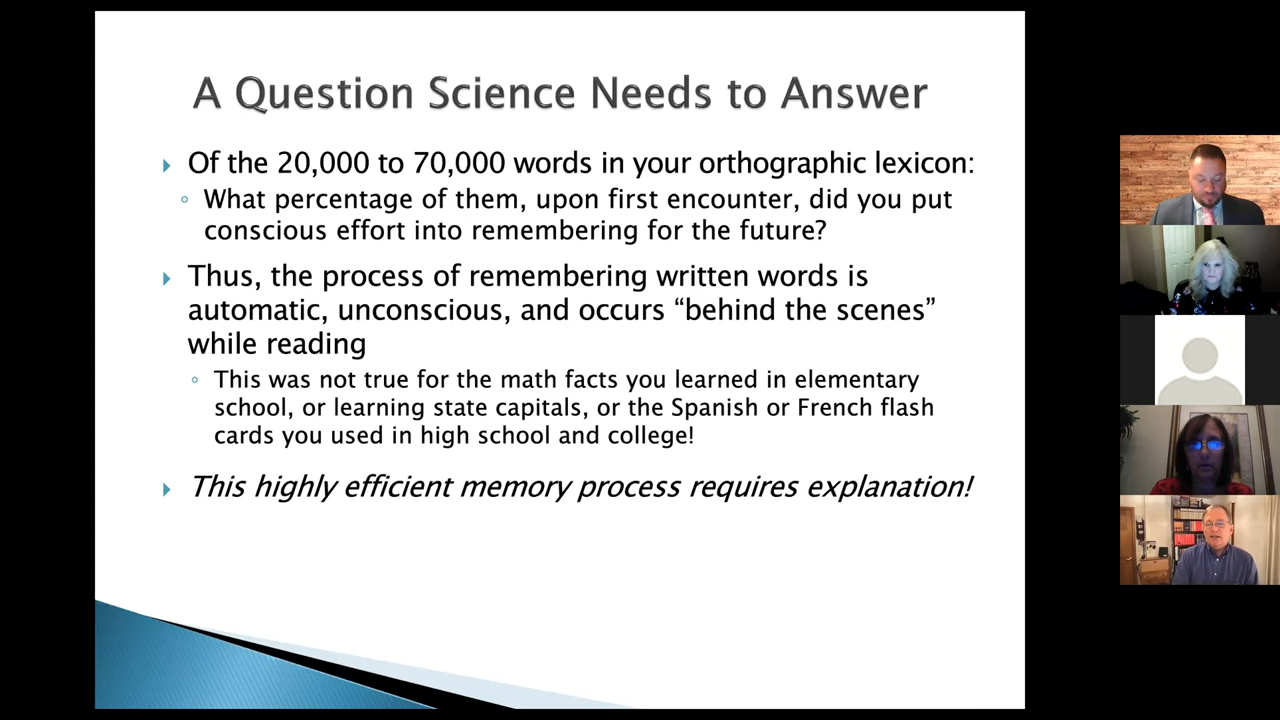 A Question Science Needs to Answer
Of the 20,000 to 70,000 words in your orthographic lexicon:
What percentage of them, upon first encounter, did you put
conscious effort into remembering for the future?
Thus, the process of remembering written words is
automatic, unconscious, and occurs “behind the scenes”
while reading
This was not true for the math facts you learned in elementary
school, or learning state capitals, or the Spanish or French flash
cards you used in high school and college!
This highly efficient memory process requires explanation!